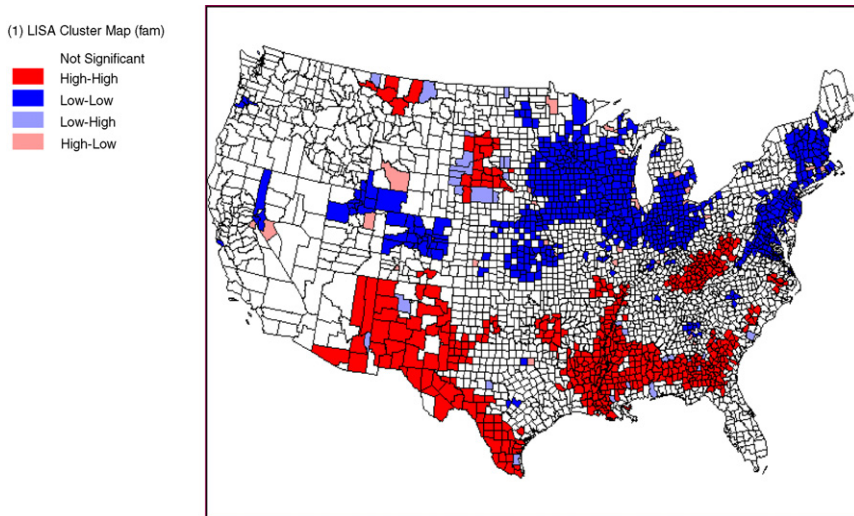 (1) LISA Cluster Map (fam)
Not Significant
High-High
Low-Low
Low-High
High-Low